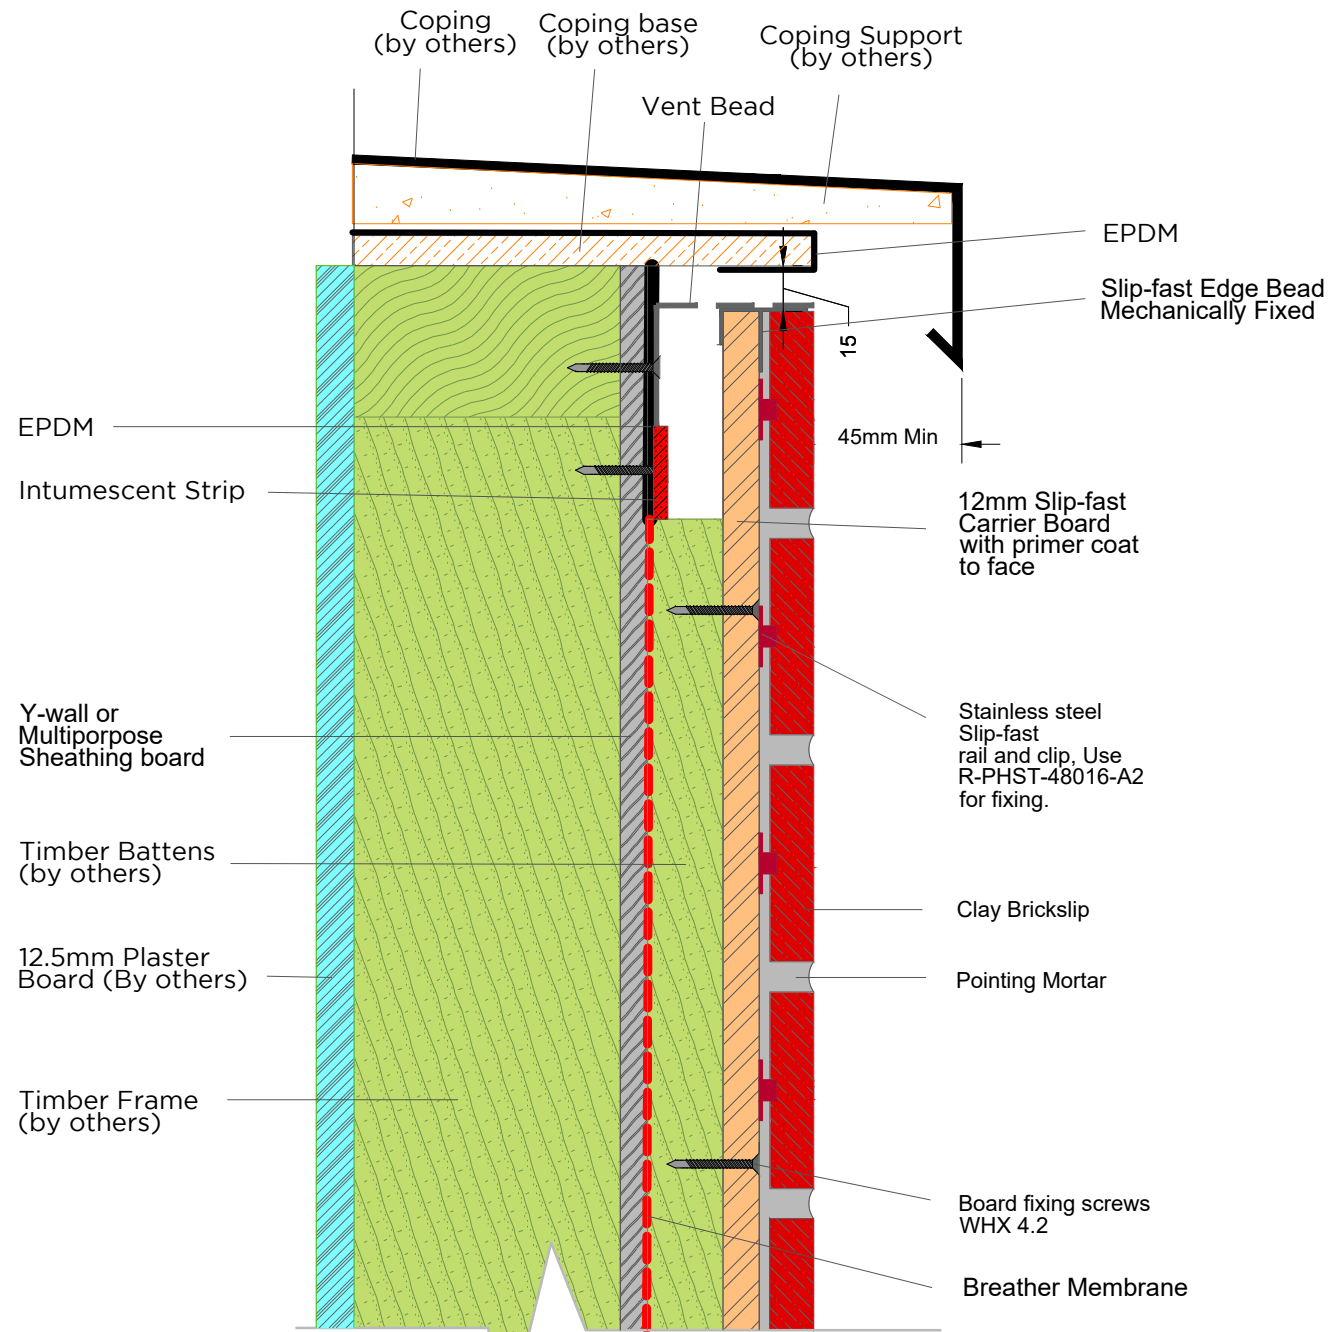 Coping
(by others)
Coping base
(by others)
Coping Support
(by others)
Vent Bead
EPDM
Slip-fast Edge Bead
Mechanically Fixed
15
45mm Min
EPDM
Intumescent Strip
12mm Slip-fast
Carrier Board
with primer coat
to face
Y-wall or
Multiporpose
Sheathing board
Stainless steel
Slip-fast
rail and clip, Use
R-PHST-48016-A2
for fixing.
Timber Battens
(by others)
Clay Brickslip
12.5mm Plaster
Board (By others)
Pointing Mortar
Timber Frame
(by others)
Board fixing screws
WHX 4.2
Breather Membrane